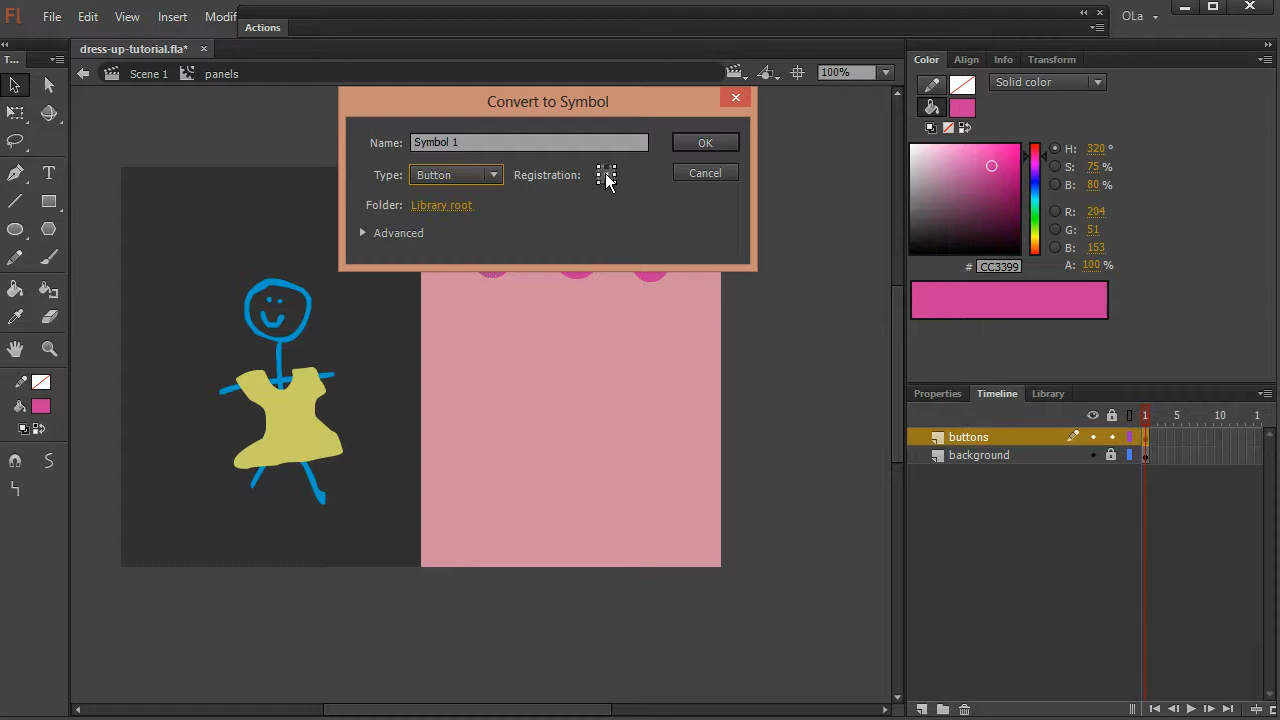 Fl File Edit View Insert Modif
Actions
OLa
dress-up-tutorial.fla* ×
T...
Scene 1 panels 100%
Color Align Info Transform
Solid color
Convert to Symbol
Name: Symbol 1 OK
Type: Button Registration: Cancel
Folder: Library root
Advanced
H: 320 °
S: 75 %
B: 80 %
R: 204
G: 51
B: 153
A: 100 %
# CC3399
Properties Timeline Library
1 5 10 1
buttons
background